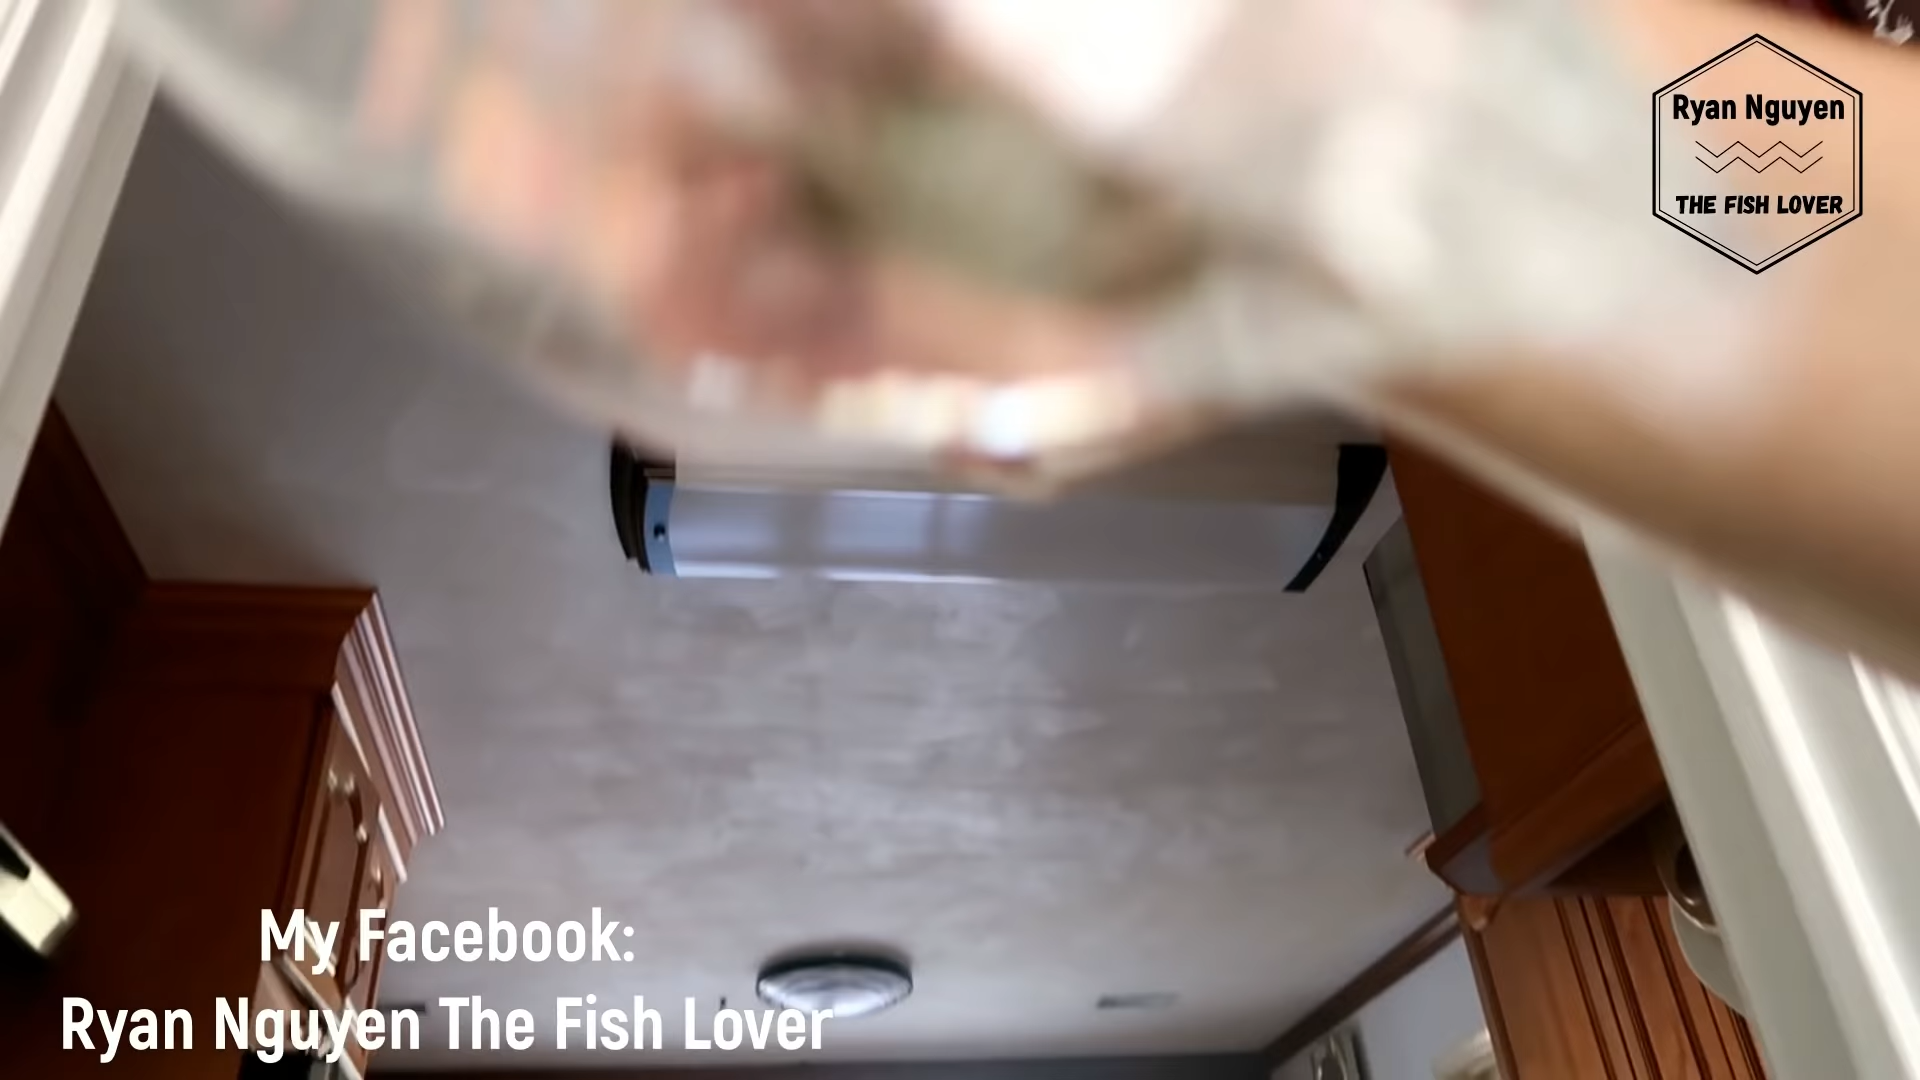 Ryan Nguyen
THE FISH LOVER
My Facebook:
Ryan Nguyen The Fish Lover